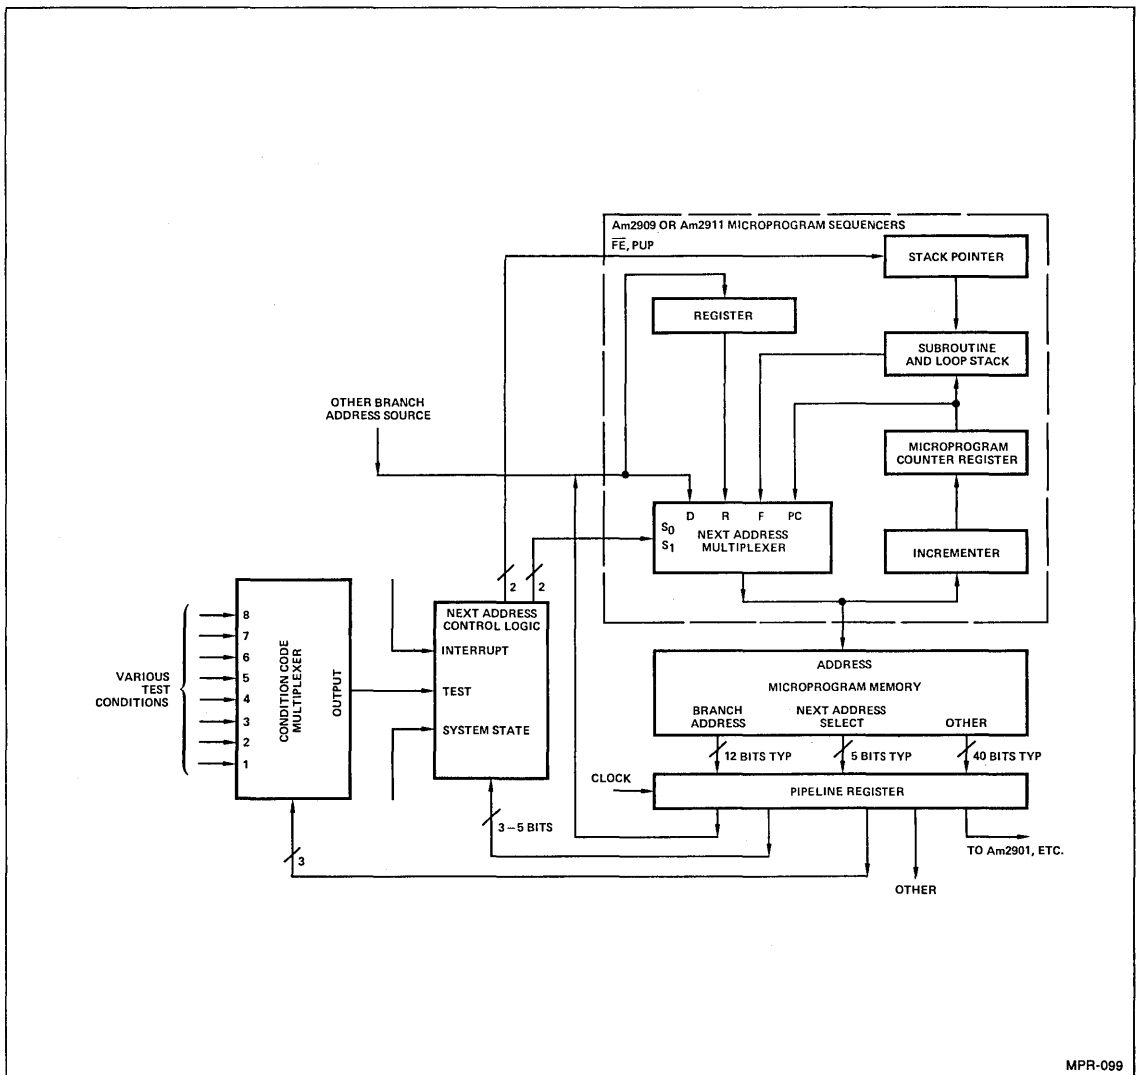 Am2909 OR Am2911 MICROPROGRAM SEQUENCERS
FE, PUP
STACK POINTER
REGISTER
SUBROUTINE
AND LOOP STACK
OTHER BRANCH
ADDRESS SOURCE
MICROPROGRAM
COUNTER REGISTER
D R F PC
S0
S1
NEXT ADDRESS
MULTIPLEXER
INCREMENTER
2 2
VARIOUS
TEST
CONDITIONS
8
7
6
5
4
3
2
1
CONDITION CODE
MULTIPLEXER
OUTPUT
NEXT ADDRESS
CONTROL LOGIC
INTERRUPT
TEST
SYSTEM STATE
ADDRESS
MICROPROGRAM MEMORY
BRANCH
ADDRESS
NEXT ADDRESS
SELECT
OTHER
12 BITS TYP
5 BITS TYP
40 BITS TYP
CLOCK
PIPELINE REGISTER
3–5 BITS
3
TO Am2901, ETC.
OTHER
MPR-099